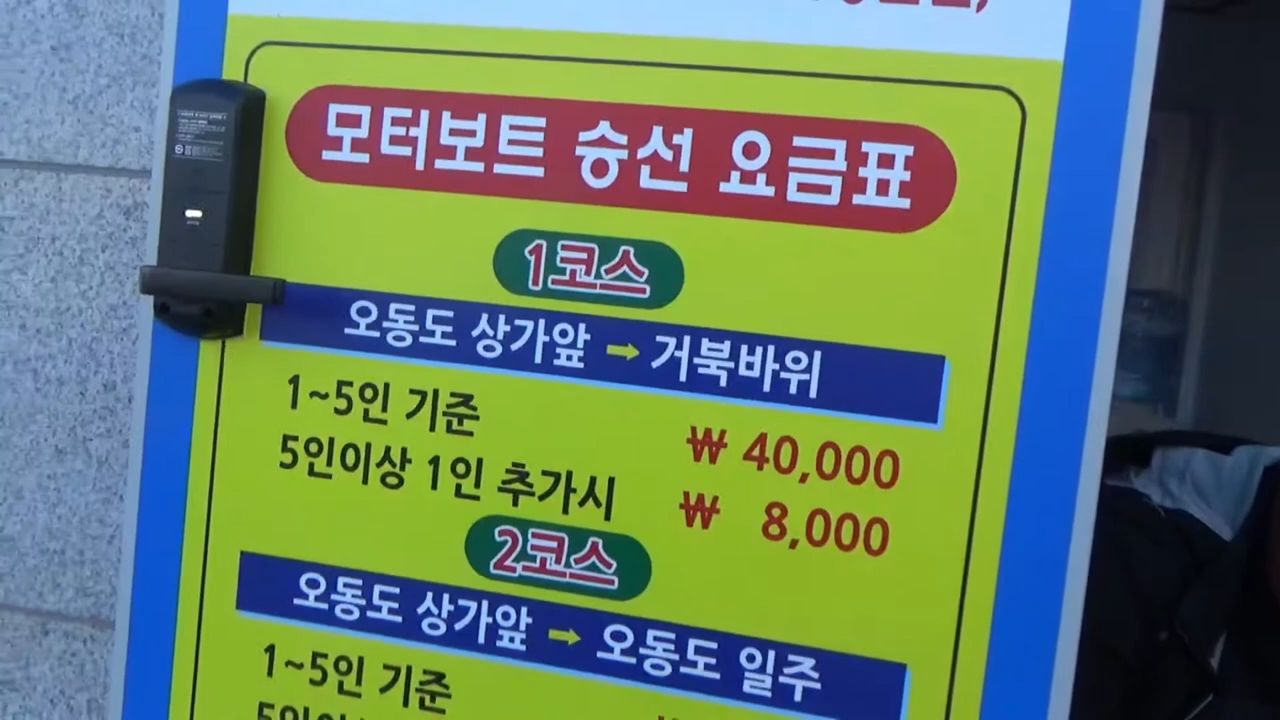 모터보트 승선 요금표
1코스
오동도 상가앞 ➡ 거북바위
1~5인 기준 ₩ 40,000
5인이상 1인 추가시 ₩ 8,000
2코스
오동도 상가앞 ➡ 오동도 일주
1~5인 기준